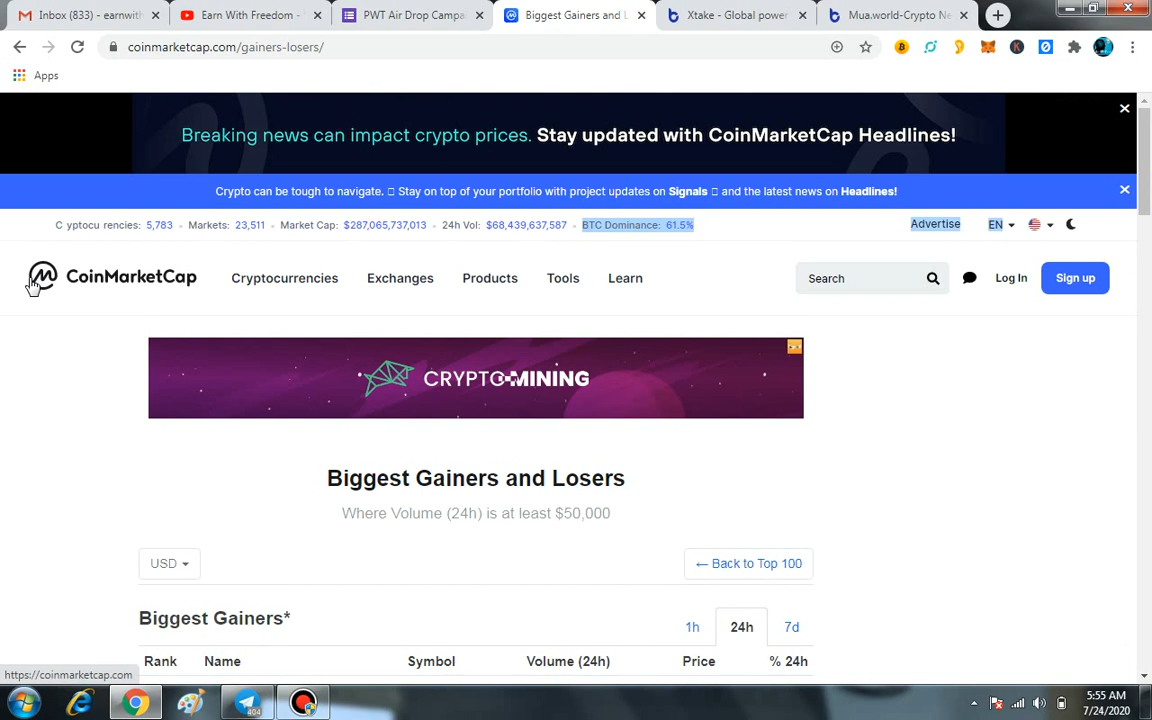 Inbox (833) - earnwith
Earn With Freedom -
PWT Air Drop Campa
Biggest Gainers and L
Xtake - Global power
Mua.world-Crypto Ne
coinmarketcap.com/gainers-losers/
Apps
Breaking news can impact crypto prices. Stay updated with CoinMarketCap Headlines!
Crypto can be tough to navigate. Stay on top of your portfolio with project updates on Signals and the latest news on Headlines!
Cyptocu rencies: 5,783 Markets: 23,511 Market Cap: $287,065,737,013 24h Vol: $68,439,637,587 BTC Dominance: 61.5% Advertise EN
CoinMarketCap Cryptocurrencies Exchanges Products Tools Learn Search Log In Sign up
CRYPTO-MINING
Biggest Gainers and Losers
Where Volume (24h) is at least $50,000
USD ← Back to Top 100
Biggest Gainers* 1h 24h 7d
Rank Name Symbol Volume (24h) Price % 24h
https://coinmarketcap.com
404
5:55 AM
7/24/2020